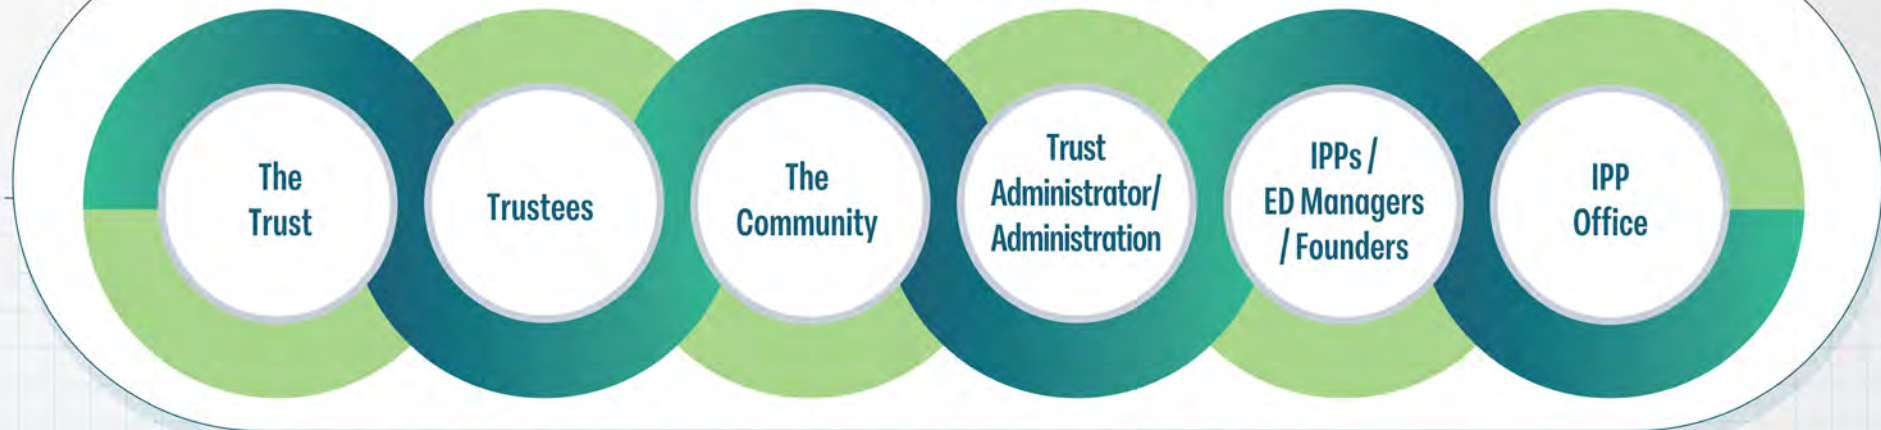 The
Trust
Trustees
The
Community
Trust
Administrator/
Administration
IPPs /
ED Managers
/ Founders
IPP
Office